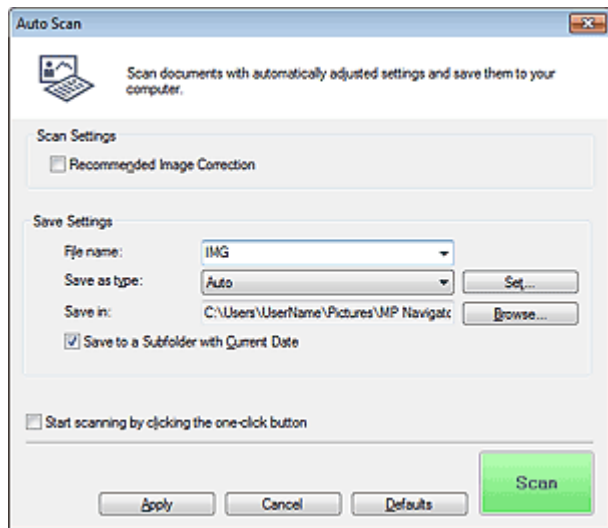 Auto Scan
Scan documents with automatically adjusted settings and save them to your
computer.
Scan Settings
Recommended Image Correction
Save Settings
File name:
IMG
Save as type:
Auto
Set...
Save in:
C:\Users\UserName\Pictures\MP Navigatc
Browse...
Save to a Subfolder with Current Date
Start scanning by clicking the one-click button
Scan
Apply
Cancel
Defaults